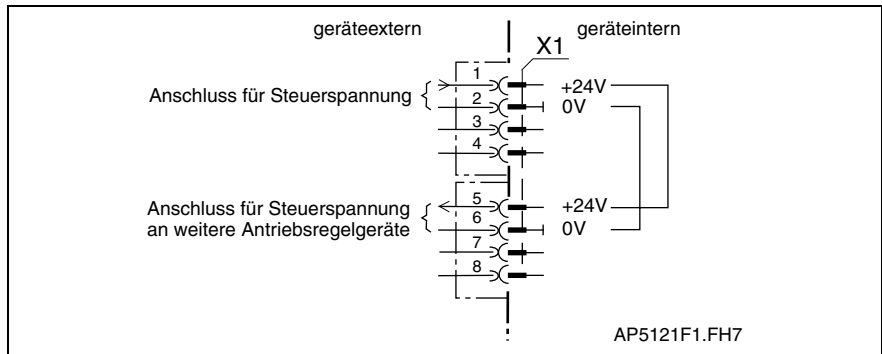 geräteextern
geräteintern
X1
1
+24V
Anschluss für Steuerspannung
2
0V
3
4
5
+24V
Anschluss für Steuerspannung
an weitere Antriebsregelgeräte
6
0V
7
8
AP5121F1.FH7